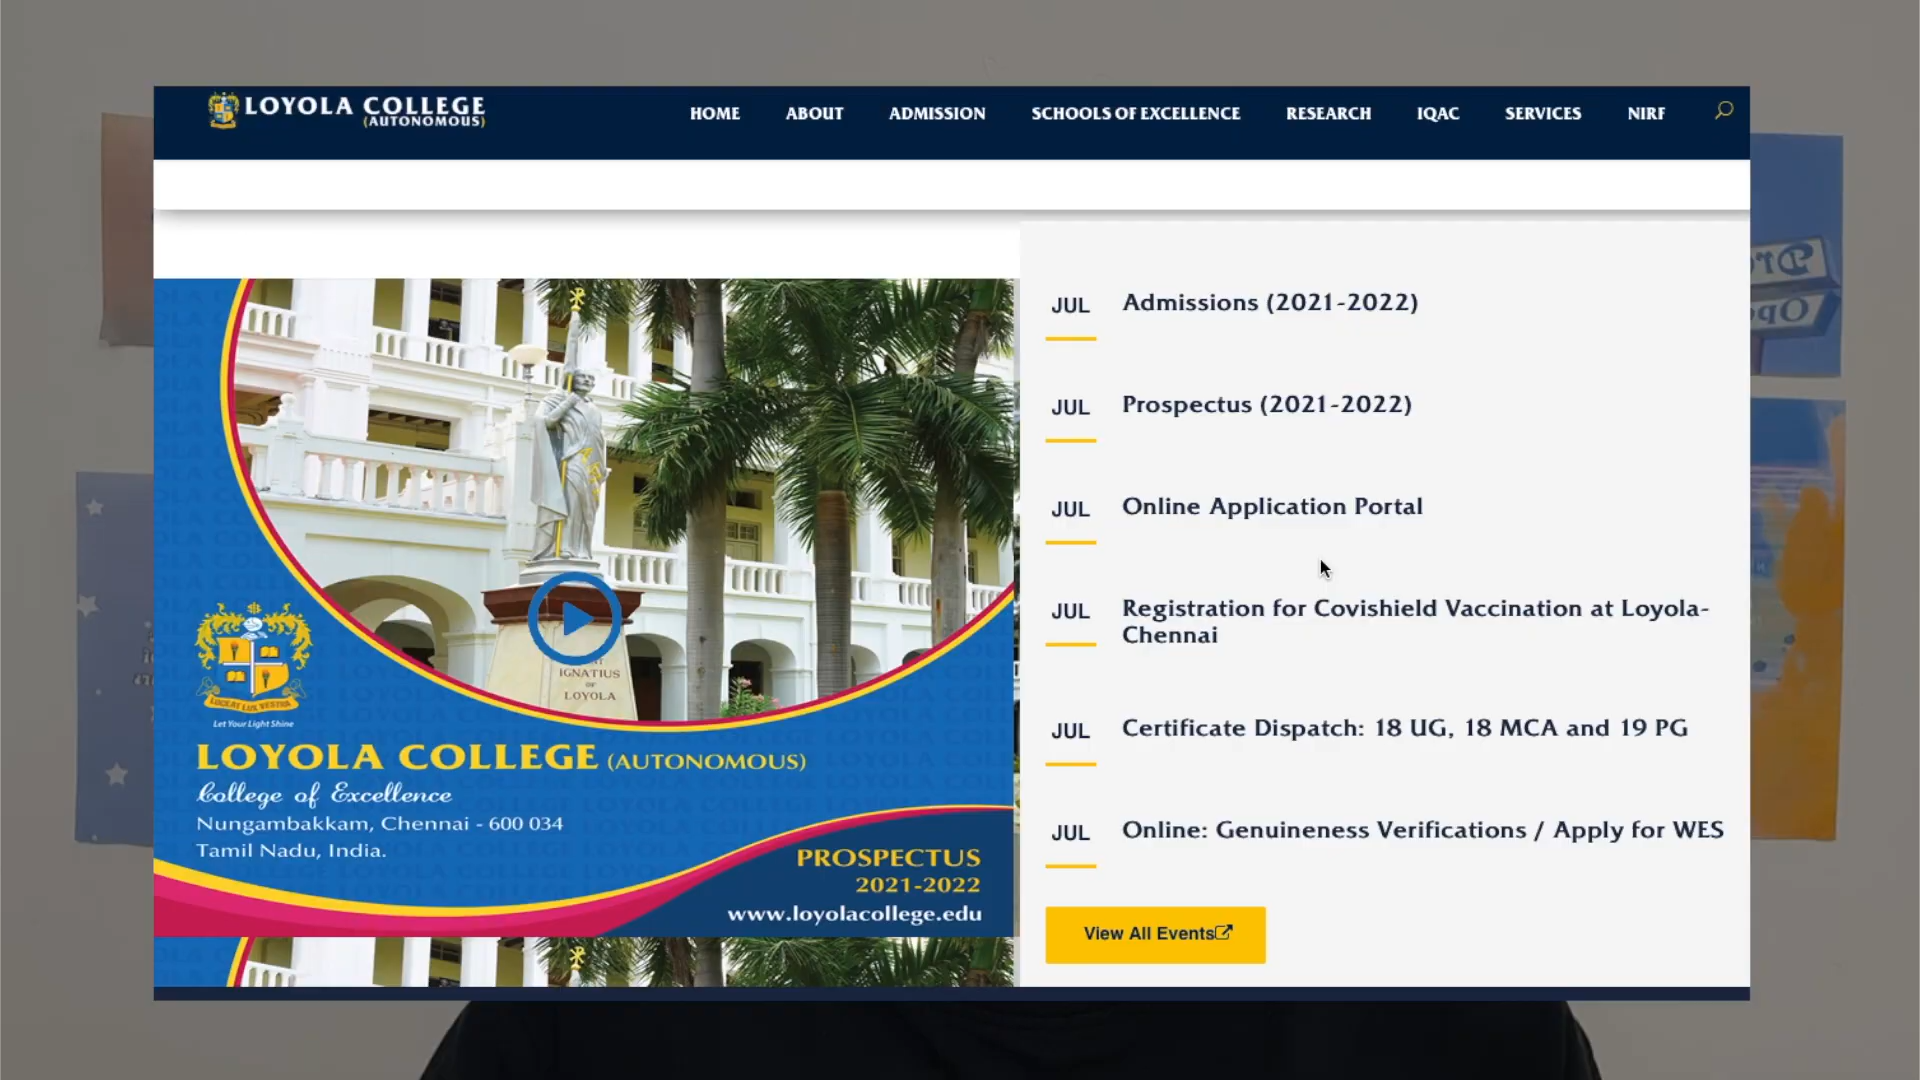 LOYOLA COLLEGE
(AUTONOMOUS)
HOME ABOUT ADMISSION SCHOOLS OF EXCELLENCE RESEARCH IQAC SERVICES NIRF
IGNATIUS
OF
LOYOLA
LUCEAT LUX VESTRA
Let Your Light Shine
LOYOLA COLLEGE (AUTONOMOUS)
College of Excellence
Nungambakkam, Chennai - 600 034
Tamil Nadu, India.
PROSPECTUS
2021-2022
www.loyolacollege.edu
JUL Admissions (2021-2022)
JUL Prospectus (2021-2022)
JUL Online Application Portal
JUL Registration for Covishield Vaccination at Loyola-
Chennai
JUL Certificate Dispatch: 18 UG, 18 MCA and 19 PG
JUL Online: Genuineness Verifications / Apply for WES
View All Events